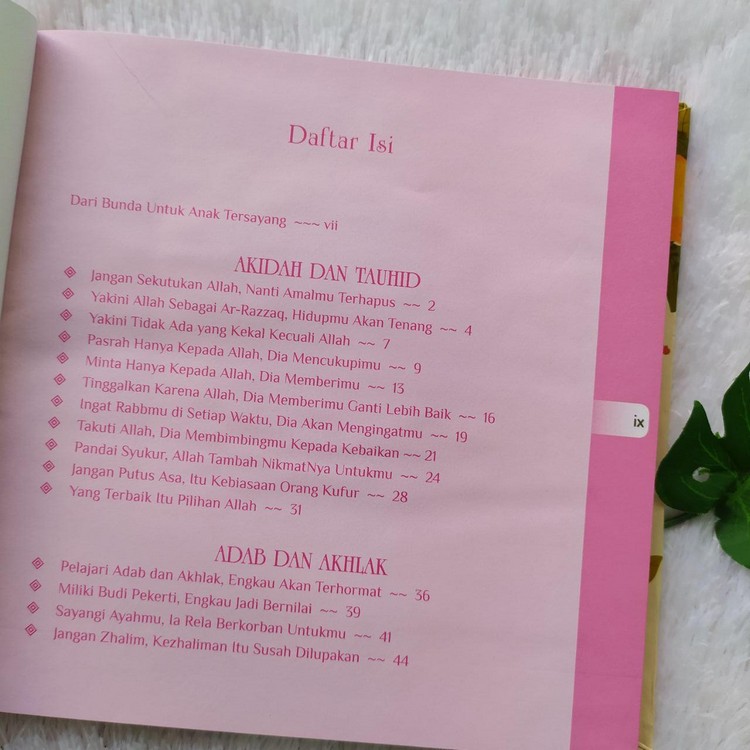 Daftar Isi
Dari Bunda Untuk Anak Tersayang ~~~ vii
AKIDAH DAN TAUHID
Jangan Sekutukan Allah, Nanti Amalmu Terhapus ~~ 2
Yakini Allah Sebagai Ar-Razzaq, Hidupmu Akan Tenang ~~ 4
Yakini Tidak Ada yang Kekal Kecuali Allah ~~ 7
Pasrah Hanya Kepada Allah, Dia Mencukupimu ~~ 9
Minta Hanya Kepada Allah, Dia Memberimu ~~ 13
Tinggalkan Karena Allah, Dia Memberimu Ganti Lebih Baik ~~ 16
Ingat Rabbmu di Setiap Waktu, Dia Akan Mengingatmu ~~ 19
Takuti Allah, Dia Membimbingmu Kepada Kebaikan ~~ 21
Pandai Syukur, Allah Tambah NikmatNya Untukmu ~~ 24
Jangan Putus Asa, Itu Kebiasaan Orang Kufur ~~ 28
Yang Terbaik Itu Pilihan Allah ~~ 31
ADAB DAN AKHLAK
Pelajari Adab dan Akhlak, Engkau Akan Terhormat ~~ 36
Miliki Budi Pekerti, Engkau Jadi Bernilai ~~ 39
Sayangi Ayahmu, Ia Rela Berkorban Untukmu ~~ 41
Jangan Zhalim, Kezhaliman Itu Susah Dilupakan ~~ 44
ix